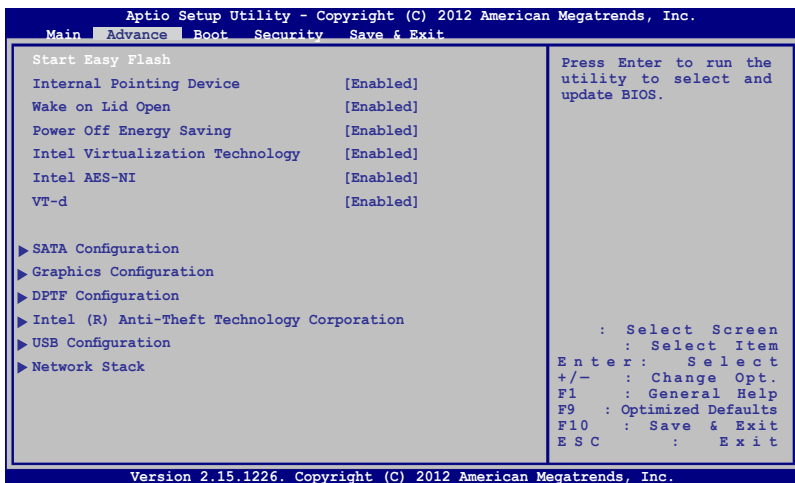 Aptio Setup Utility - Copyright (C) 2012 American Megatrends, Inc.
Main Advance Boot Security Save & Exit
Start Easy Flash
Internal Pointing Device [Enabled]
Wake on Lid Open [Enabled]
Power Off Energy Saving [Enabled]
Intel Virtualization Technology [Enabled]
Intel AES-NI [Enabled]
VT-d [Enabled]
SATA Configuration
Graphics Configuration
DPTF Configuration
Intel (R) Anti-Theft Technology Corporation
USB Configuration
Network Stack
Press Enter to run the
utility to select and
update BIOS.
: Select Screen
: Select Item
Enter: Select
+/— : Change Opt.
F1 : General Help
F9 : Optimized Defaults
F10 : Save & Exit
ESC : Exit
Version 2.15.1226. Copyright (C) 2012 American Megatrends, Inc.